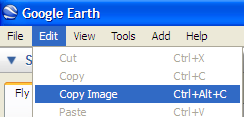 Google Earth
File Edit View Tools Add Help
S
Cut Ctrl+X
Fly Copy Ctrl+C
Copy Image Ctrl+Alt+C
Paste Ctrl+V